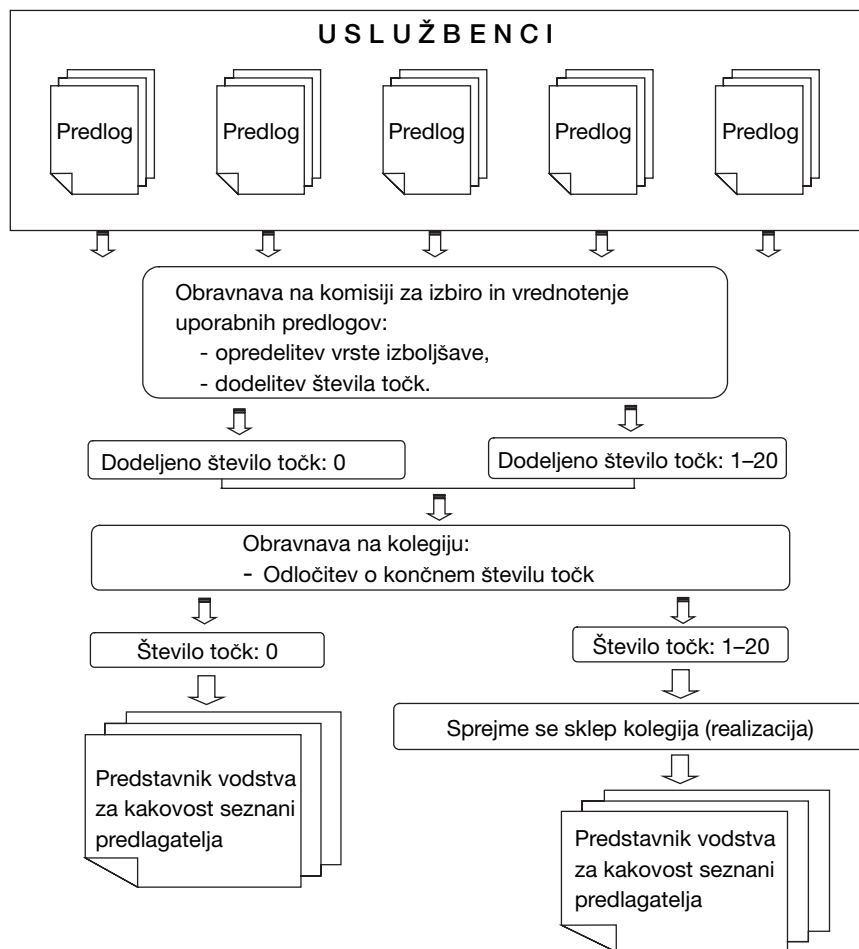 USLUŽBENCI
Predlog
Predlog
Predlog
Predlog
Predlog
Obravnava na komisiji za izbiro in vrednotenje
uporabnih predlogov:
- opredelitev vrste izboljšave,
- dodelitev števila točk.
Dodeljeno število točk: 0
Dodeljeno število točk: 1–20
Obravnava na kolegiju:
- Odločitev o končnem številu točk
Število točk: 0
Število točk: 1–20
Sprejme se sklep kolegija (realizacija)
Predstavnik vodstva
za kakovost seznani
predlagatelja
Predstavnik vodstva
za kakovost seznani
predlagatelja